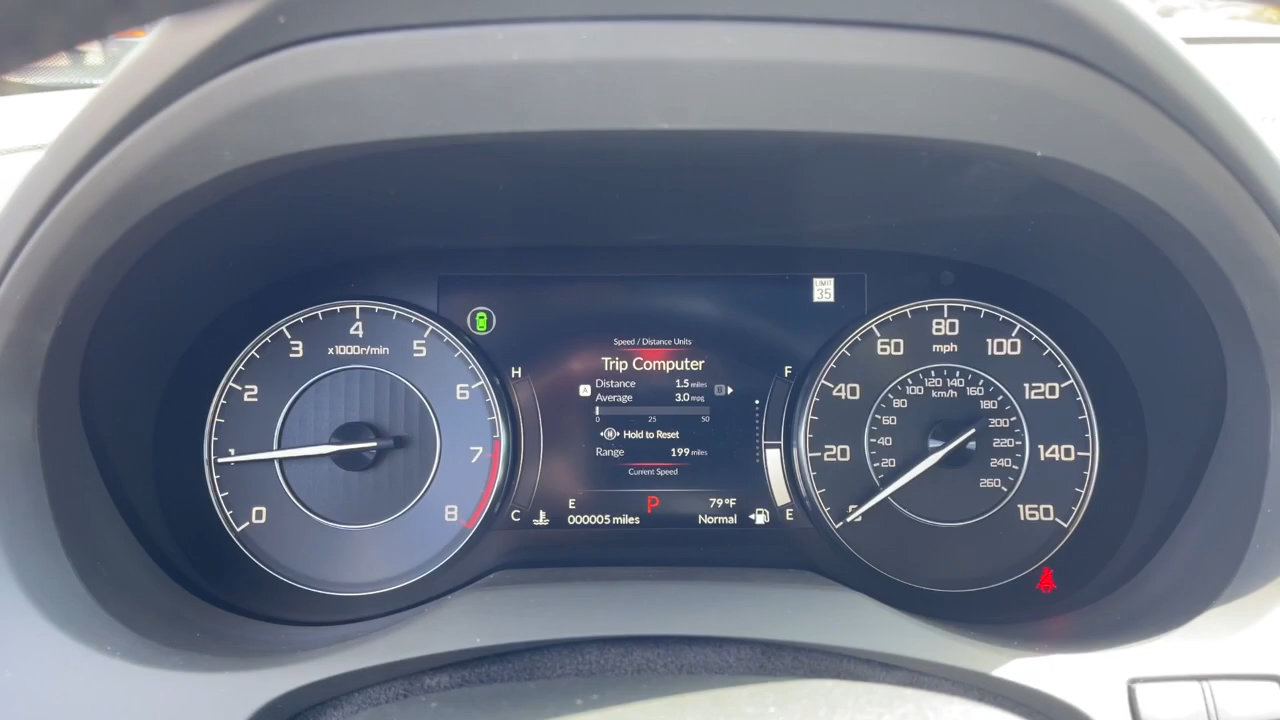 LIMIT
35
4
3
5
x1000r/min
2
6
1
7
0
8
Speed / Distance Units
Trip Computer
A
Distance
1.5 miles
B
Average
3.0 mpg
0
25
50
Hold to Reset
Range
199 miles
Current Speed
H
C
F
E
E
P
79°F
000005 miles
Normal
80
60
mph
100
40
120
20
140
0
160
120
140
100
km/h
160
80
180
60
300
40
220
20
240
260